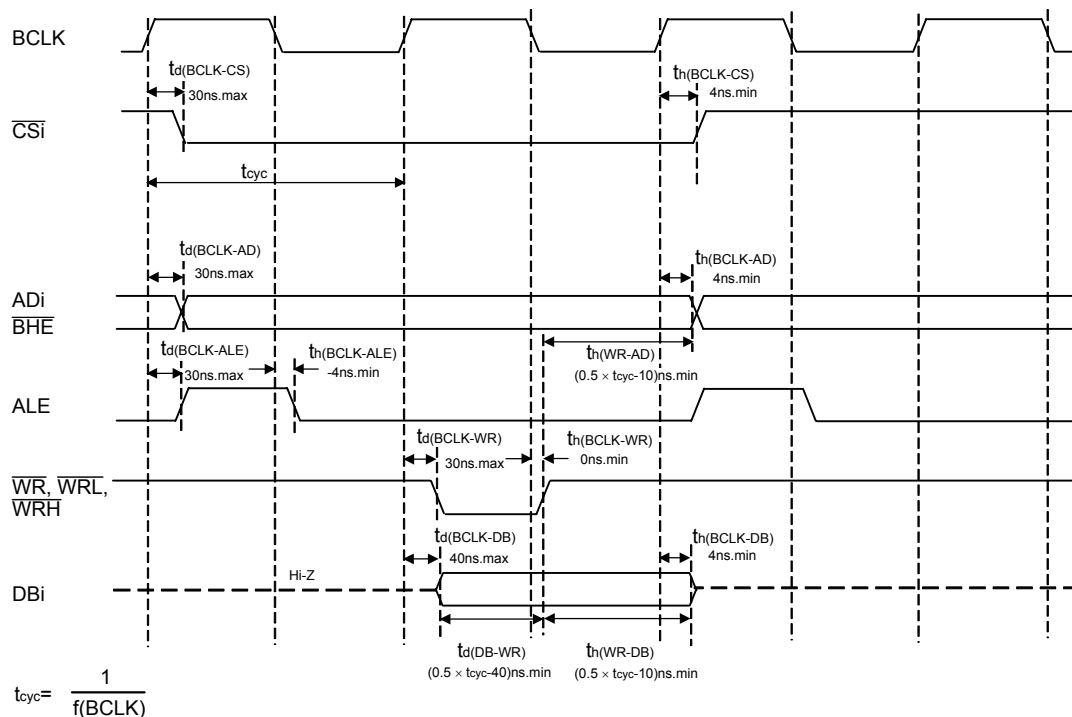 BCLK
td(BCLK-CS)
30ns.max
th(BCLK-CS)
4ns.min
CSi
tcyc
td(BCLK-AD)
30ns.max
th(BCLK-AD)
4ns.min
ADi
BHE
td(BCLK-ALE)
30ns.max
th(BCLK-ALE)
-4ns.min
th(WR-AD)
(0.5 × tcyc-10)ns.min
ALE
td(BCLK-WR)
30ns.max
th(BCLK-WR)
0ns.min
WR, WRL,
WRH
td(BCLK-DB)
40ns.max
th(BCLK-DB)
4ns.min
Hi-Z
DBi
td(DB-WR)
(0.5 × tcyc-40)ns.min
th(WR-DB)
(0.5 × tcyc-10)ns.min
tcyc= 1
f(BCLK)